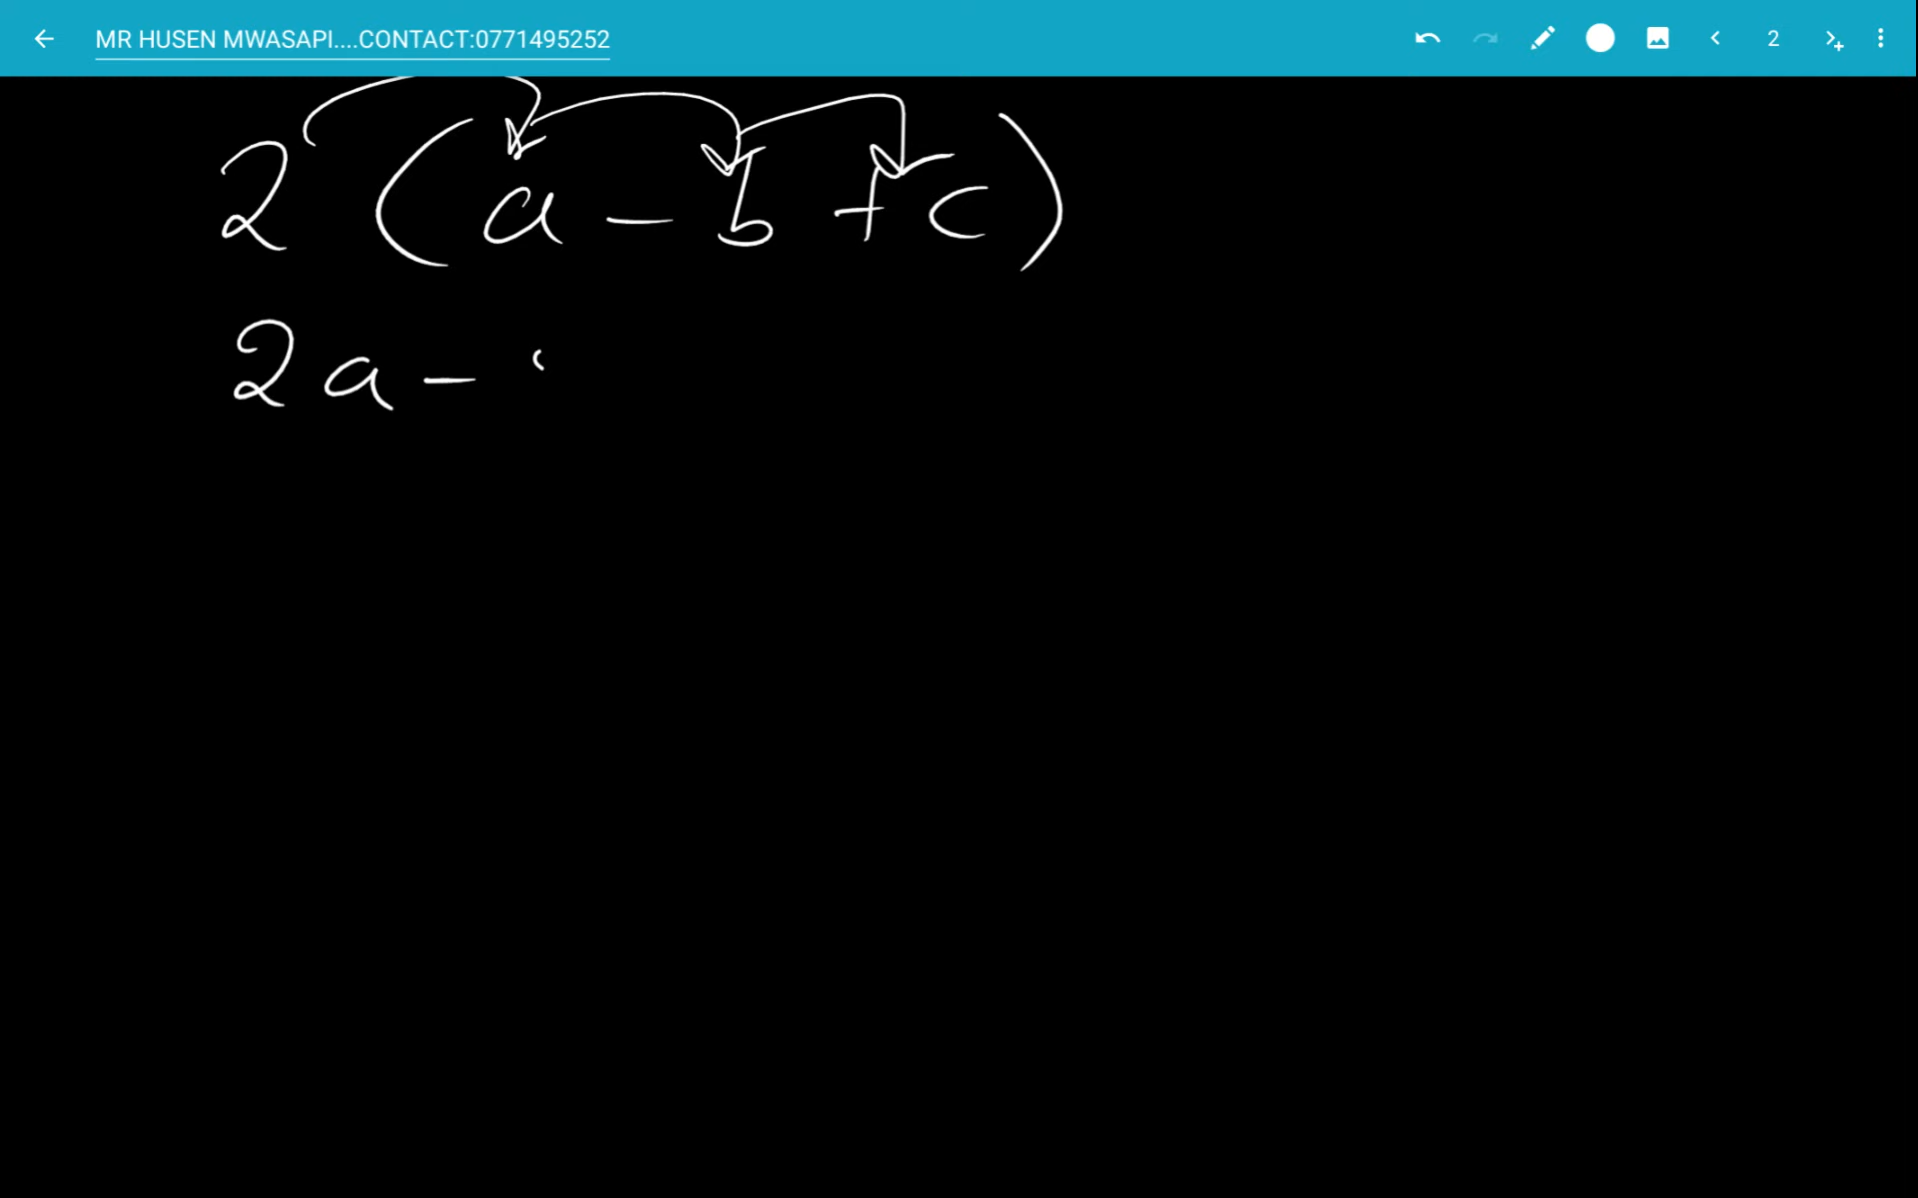 MR HUSEN MWASAPI....CONTACT:0771495252
2
2 (a - b + c)
2a -